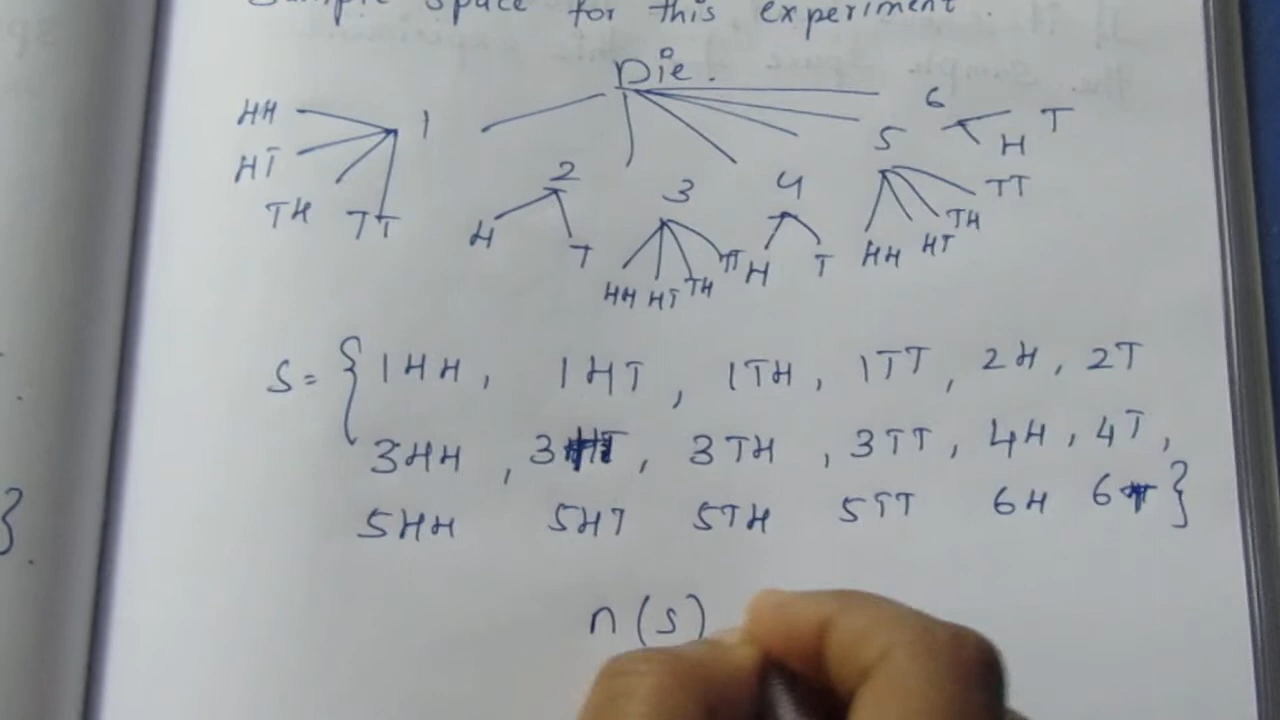 Sample space for this experiment.
Die.
HH 1 6 T
HT 5 H
2 3 4 TT
TH TT H T HH HT TH TT H T HH HT TH
S = { 1HH, 1HT, 1TH, 1TT, 2H, 2T
3HH, 3HT, 3TH, 3TT, 4H, 4T,
5HH 5HT 5TH 5TT 6H 6T }
n(s)
}.